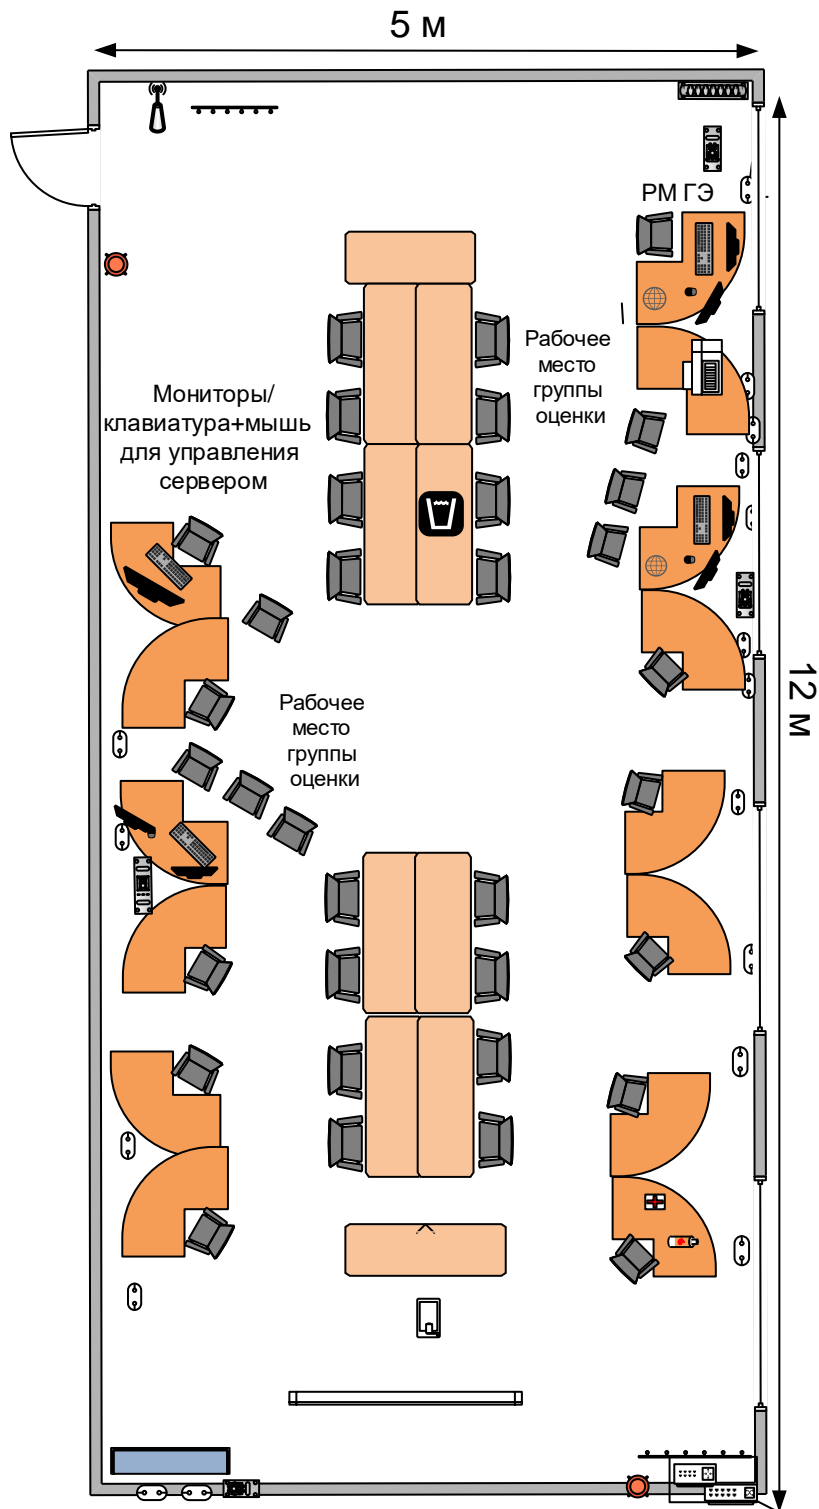 5 м
РМ ГЭ
Рабочее
место
группы
оценки
Мониторы/
клавиатура+мышь
для управления
сервером
12 м
Рабочее
место
группы
оценки